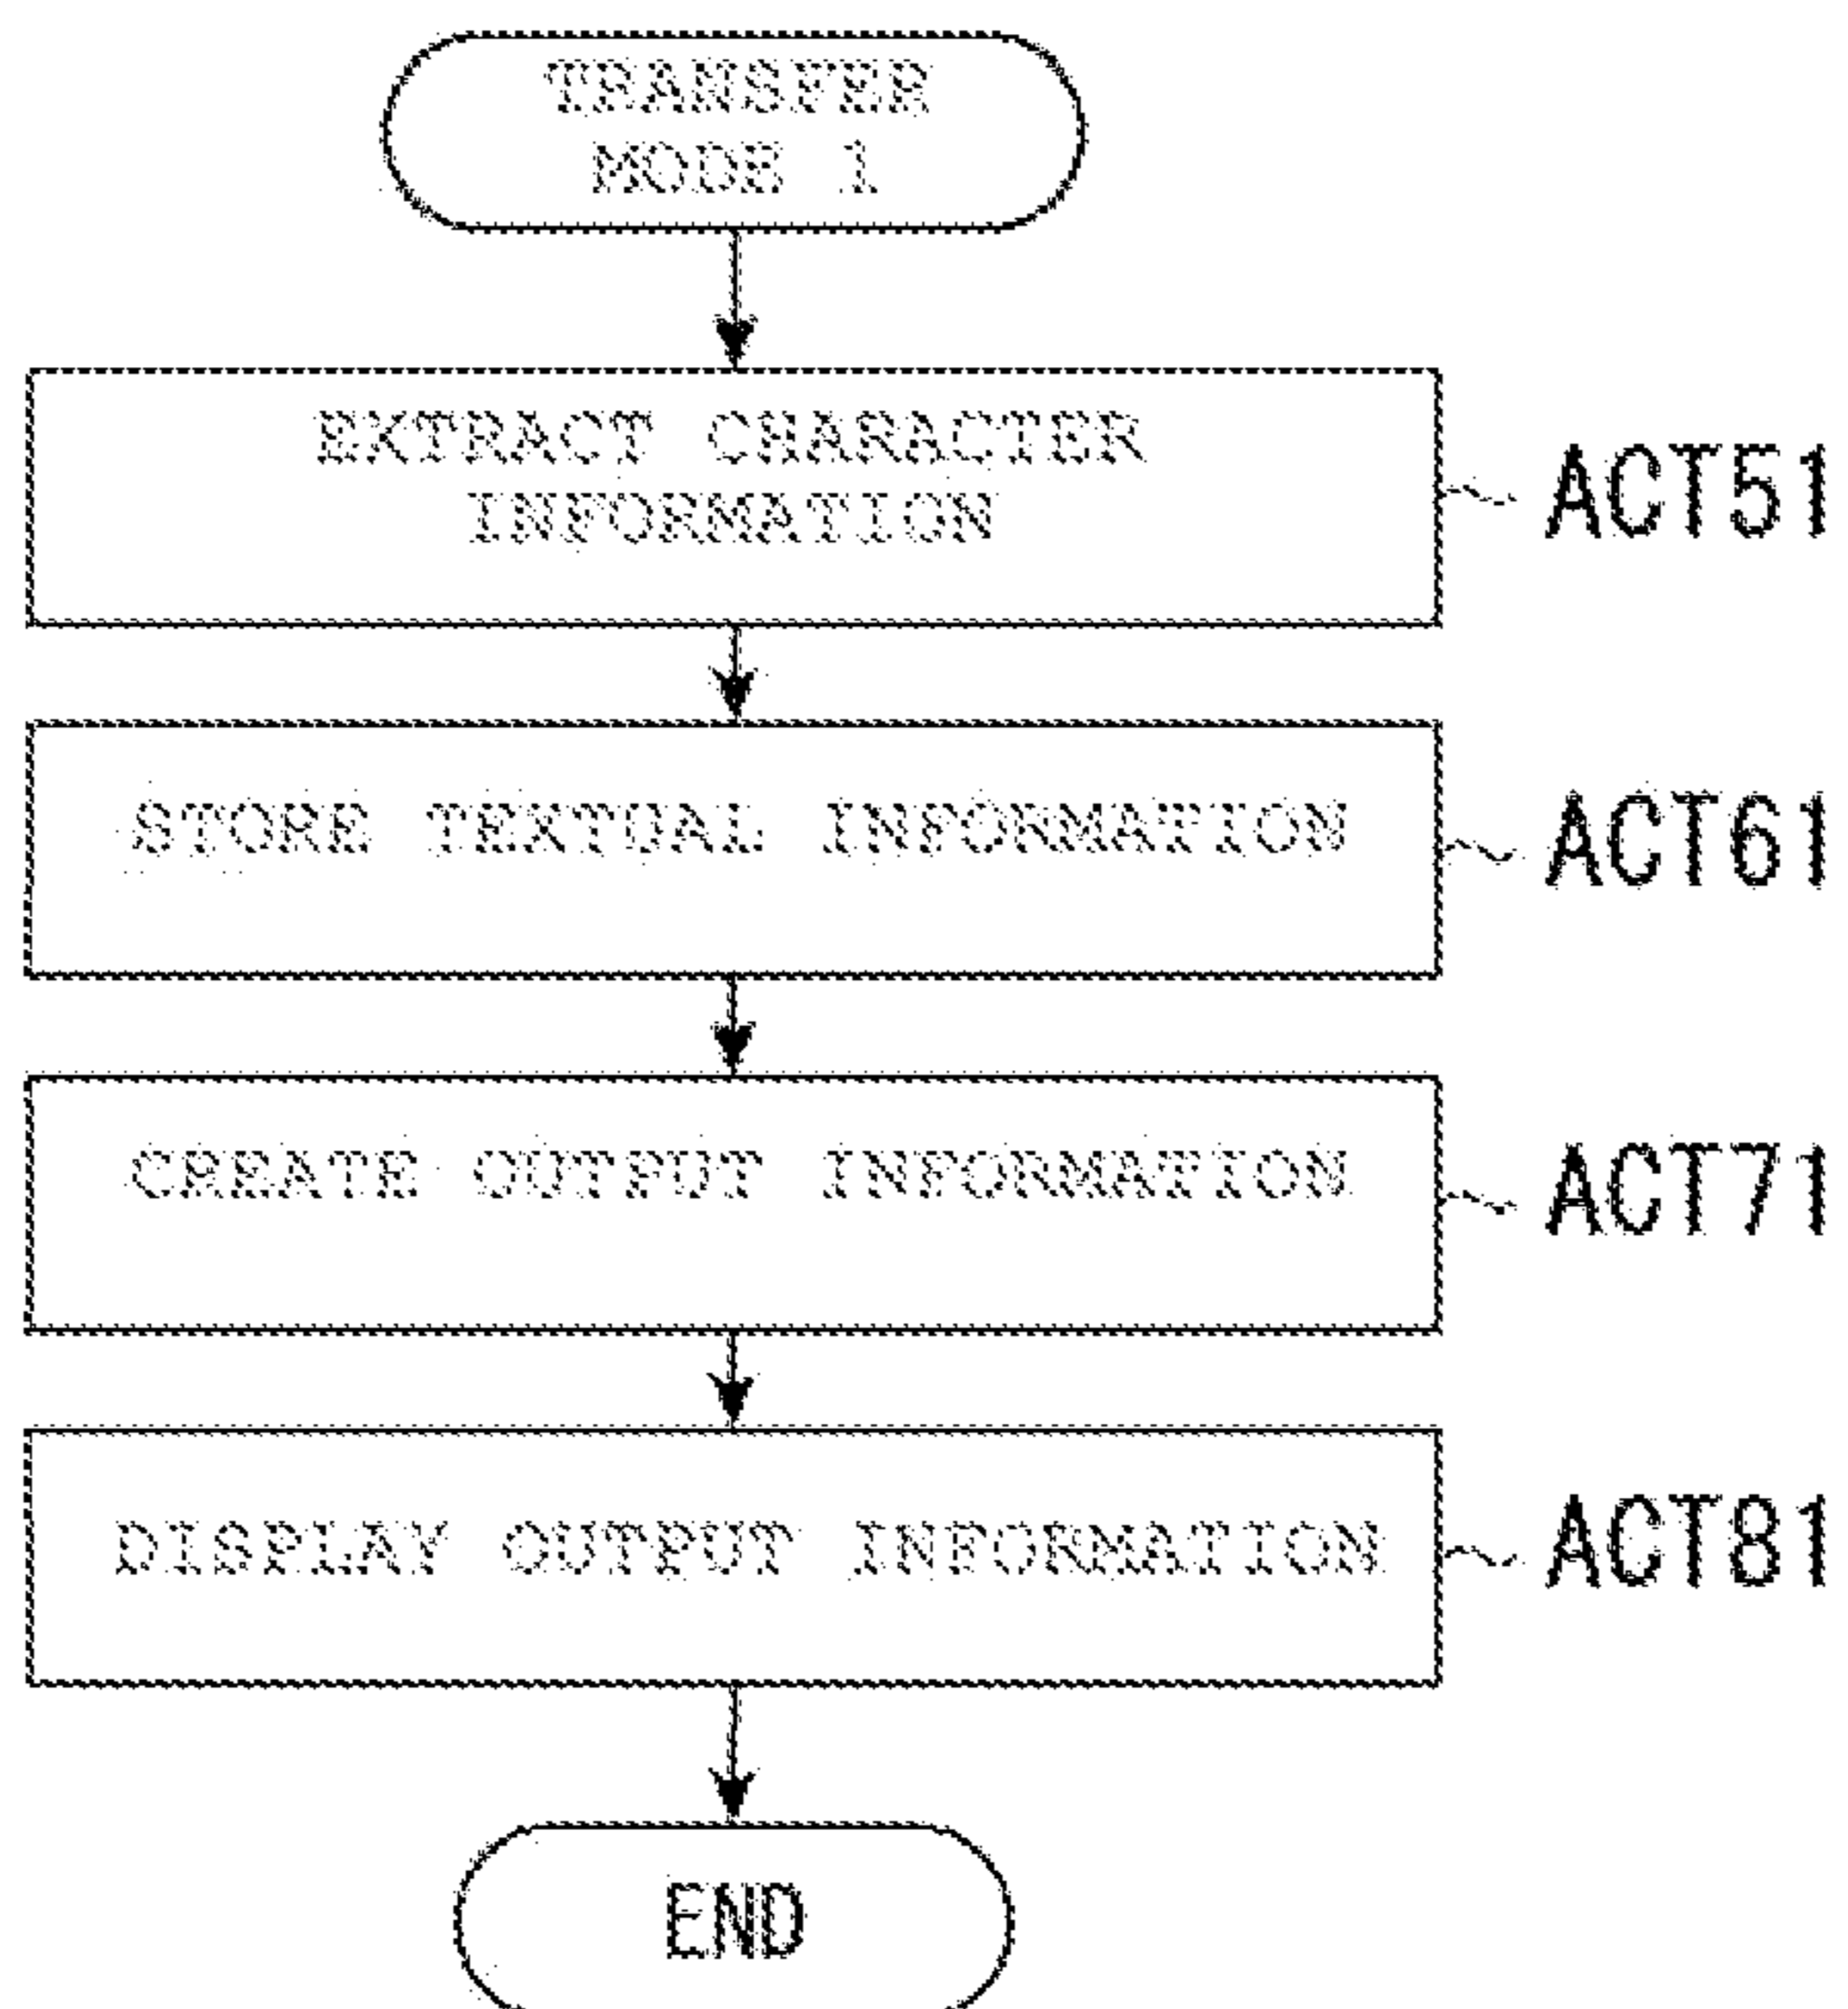 TRANSFER
MODE 1
EXTRACT CHARACTER
INFORMATION
ACT51
STORE TEXTUAL INFORMATION
ACT61
CREATE OUTPUT INFORMATION
ACT71
DISPLAY OUTPUT INFORMATION
ACT81
END